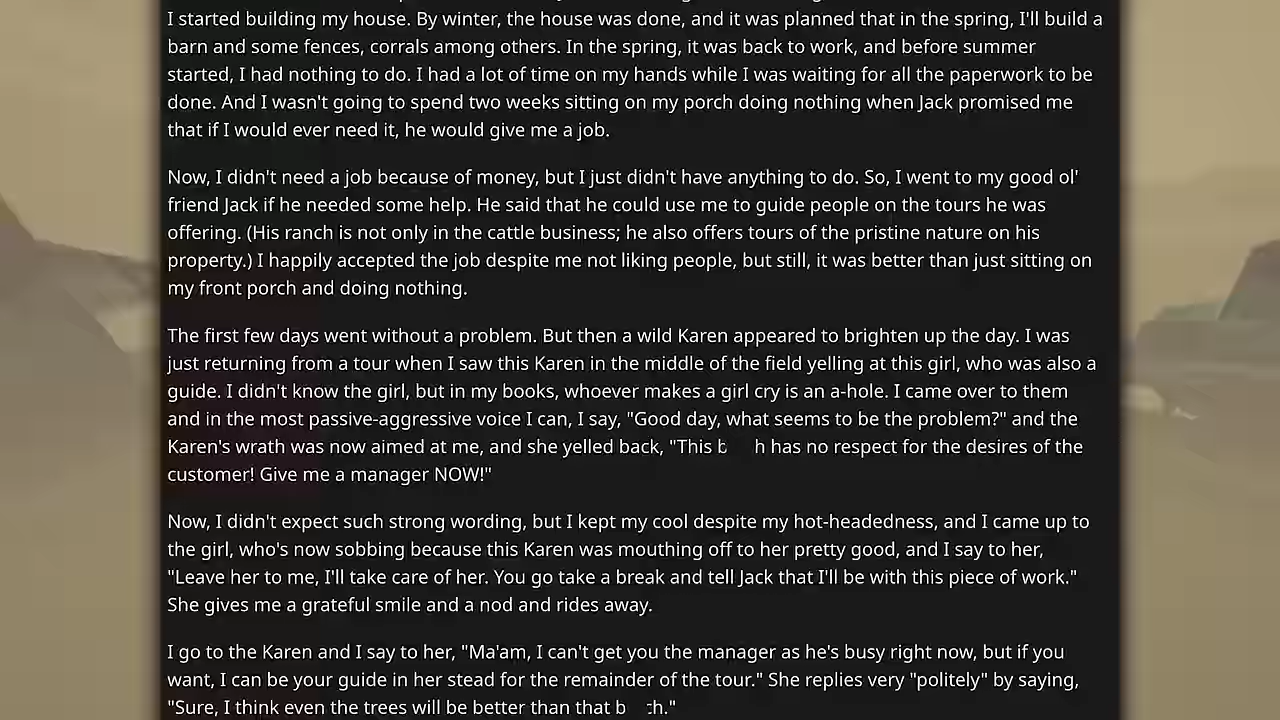 I started building my house. By winter, the house was done, and it was planned that in the spring, I'll build a
barn and some fences, corrals among others. In the spring, it was back to work, and before summer
started, I had nothing to do. I had a lot of time on my hands while I was waiting for all the paperwork to be
done. And I wasn't going to spend two weeks sitting on my porch doing nothing when Jack promised me
that if I would ever need it, he would give me a job.
Now, I didn't need a job because of money, but I just didn't have anything to do. So, I went to my good ol'
friend Jack if he needed some help. He said that he could use me to guide people on the tours he was
offering. (His ranch is not only in the cattle business; he also offers tours of the pristine nature on his
property.) I happily accepted the job despite me not liking people, but still, it was better than just sitting on
my front porch and doing nothing.
The first few days went without a problem. But then a wild Karen appeared to brighten up the day. I was
just returning from a tour when I saw this Karen in the middle of the field yelling at this girl, who was also a
guide. I didn't know the girl, but in my books, whoever makes a girl cry is an a-hole. I came over to them
and in the most passive-aggressive voice I can, I say, "Good day, what seems to be the problem?" and the
Karen's wrath was now aimed at me, and she yelled back, "This b h has no respect for the desires of the
customer! Give me a manager NOW!"
Now, I didn't expect such strong wording, but I kept my cool despite my hot-headedness, and I came up to
the girl, who's now sobbing because this Karen was mouthing off to her pretty good, and I say to her,
"Leave her to me, I'll take care of her. You go take a break and tell Jack that I'll be with this piece of work."
She gives me a grateful smile and a nod and rides away.
I go to the Karen and I say to her, "Ma'am, I can't get you the manager as he's busy right now, but if you
want, I can be your guide in her stead for the remainder of the tour." She replies very "politely" by saying,
"Sure, I think even the trees will be better than that b ch."